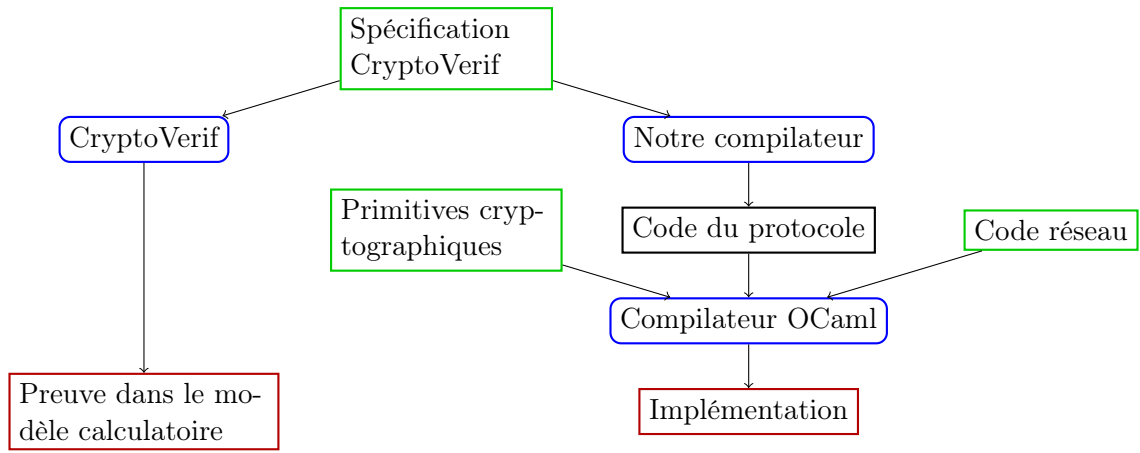 Spécification
CryptoVerif
CryptoVerif
Notre compilateur
Primitives cryp-
tographiques
Code du protocole
Code réseau
Compilateur OCaml
Preuve dans le mo-
dèle calculatoire
Implémentation